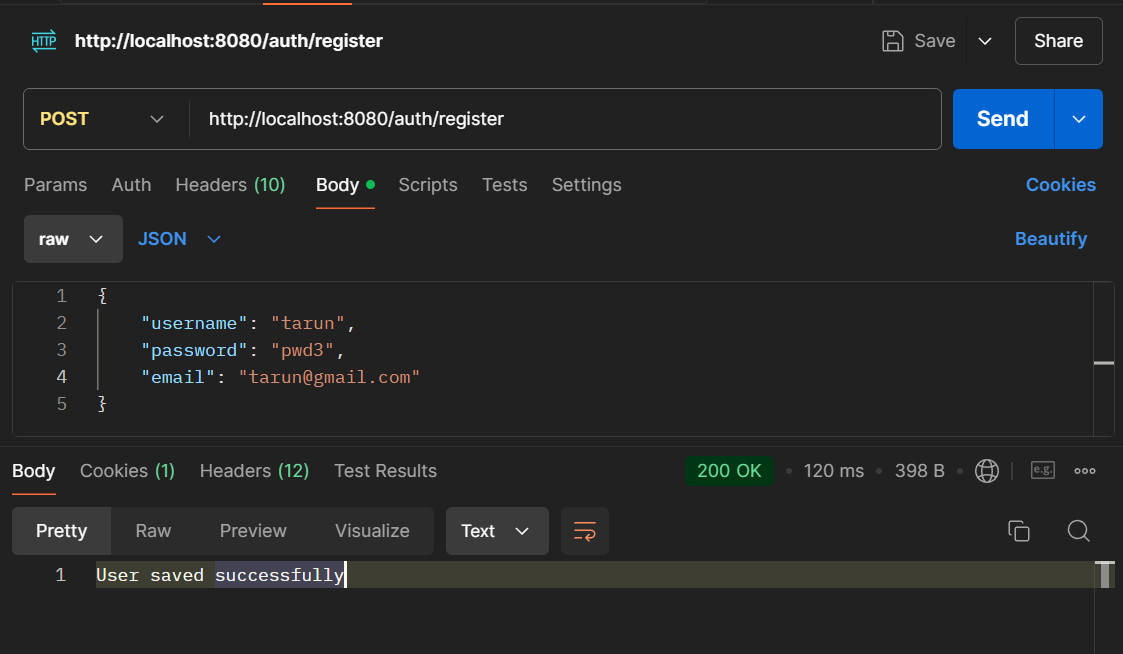 HTTP http://localhost:8080/auth/register Save Share
POST http://localhost:8080/auth/register Send
Params Auth Headers (10) Body Scripts Tests Settings Cookies
raw JSON Beautify
1 {
2 "username": "tarun",
3 "password": "pwd3",
4 "email": "tarun@gmail.com"
5 }
Body Cookies (1) Headers (12) Test Results 200 OK 120 ms 398 B e.g.
Pretty Raw Preview Visualize Text
1 User saved successfully